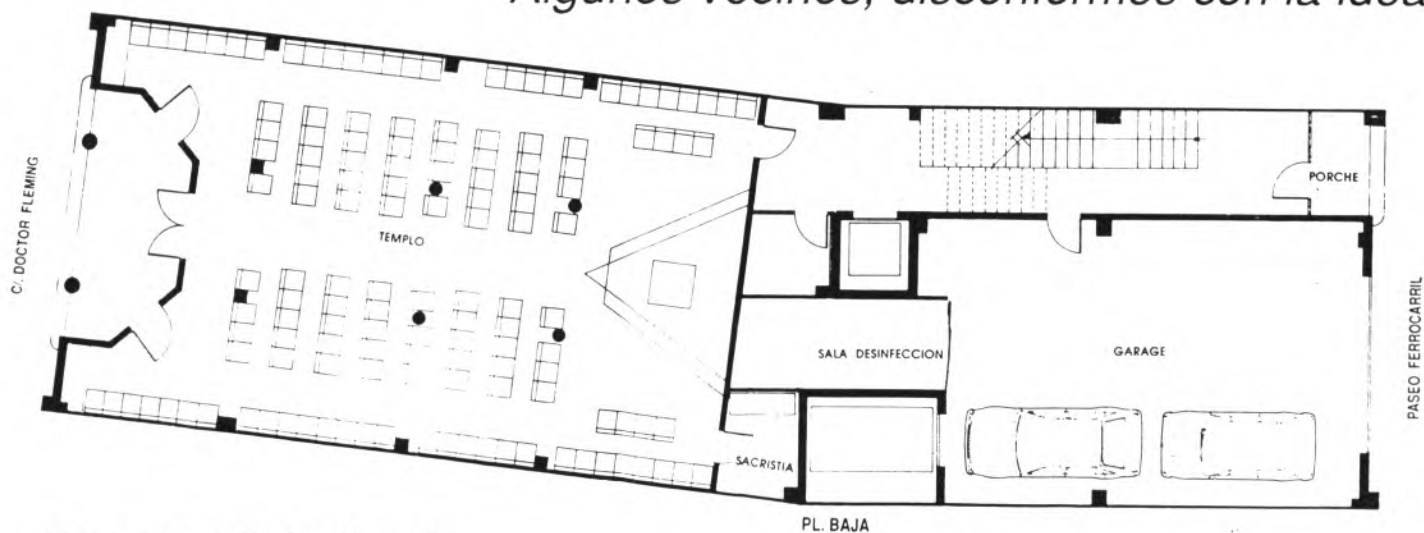 Algunos vecinos, disconformes con la idea
C/. DOCTOR FLEMING
TEMPLO
PORCHE
SALA DESINFECCION
GARAGE
PASEO FERROCARRIL
SACRISTIA
PL. BAJA